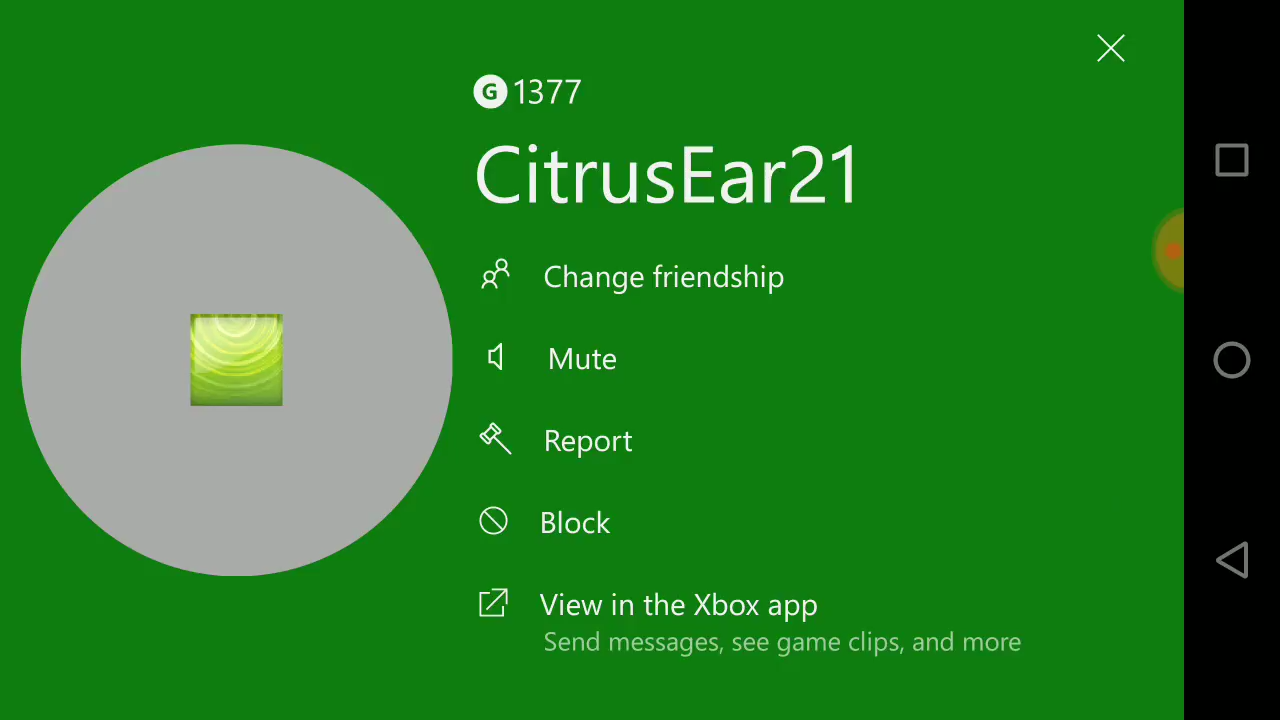 G 1377
CitrusEar21
Change friendship
Mute
Report
Block
View in the Xbox app
Send messages, see game clips, and more